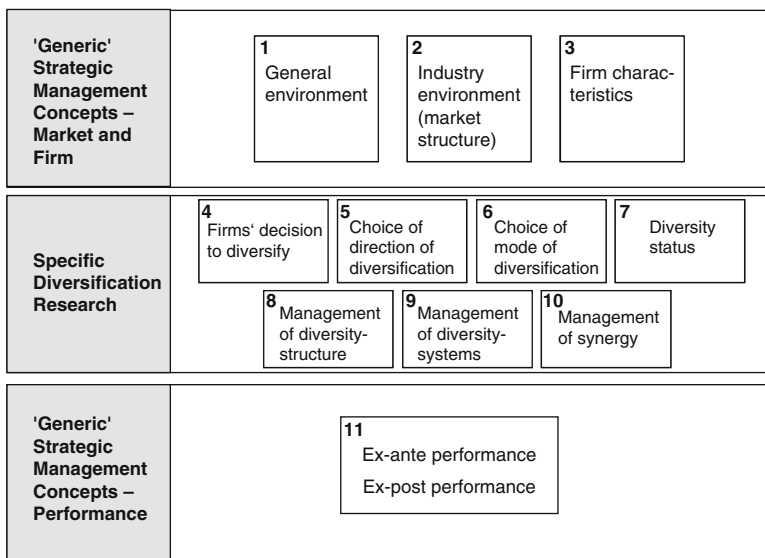 'Generic'
Strategic
Management
Concepts –
Market and
Firm
1
General
environment
2
Industry
environment
(market
structure)
3
Firm charac-
teristics
Specific
Diversification
Research
4
Firms‘ decision
to diversify
5
Choice of
direction of
diversification
6
Choice of
mode of
diversification
7
Diversity
status
8
Management
of diversity-
structure
9
Management
of diversity-
systems
10
Management
of synergy
'Generic'
Strategic
Management
Concepts –
Performance
11
Ex-ante performance
Ex-post performance